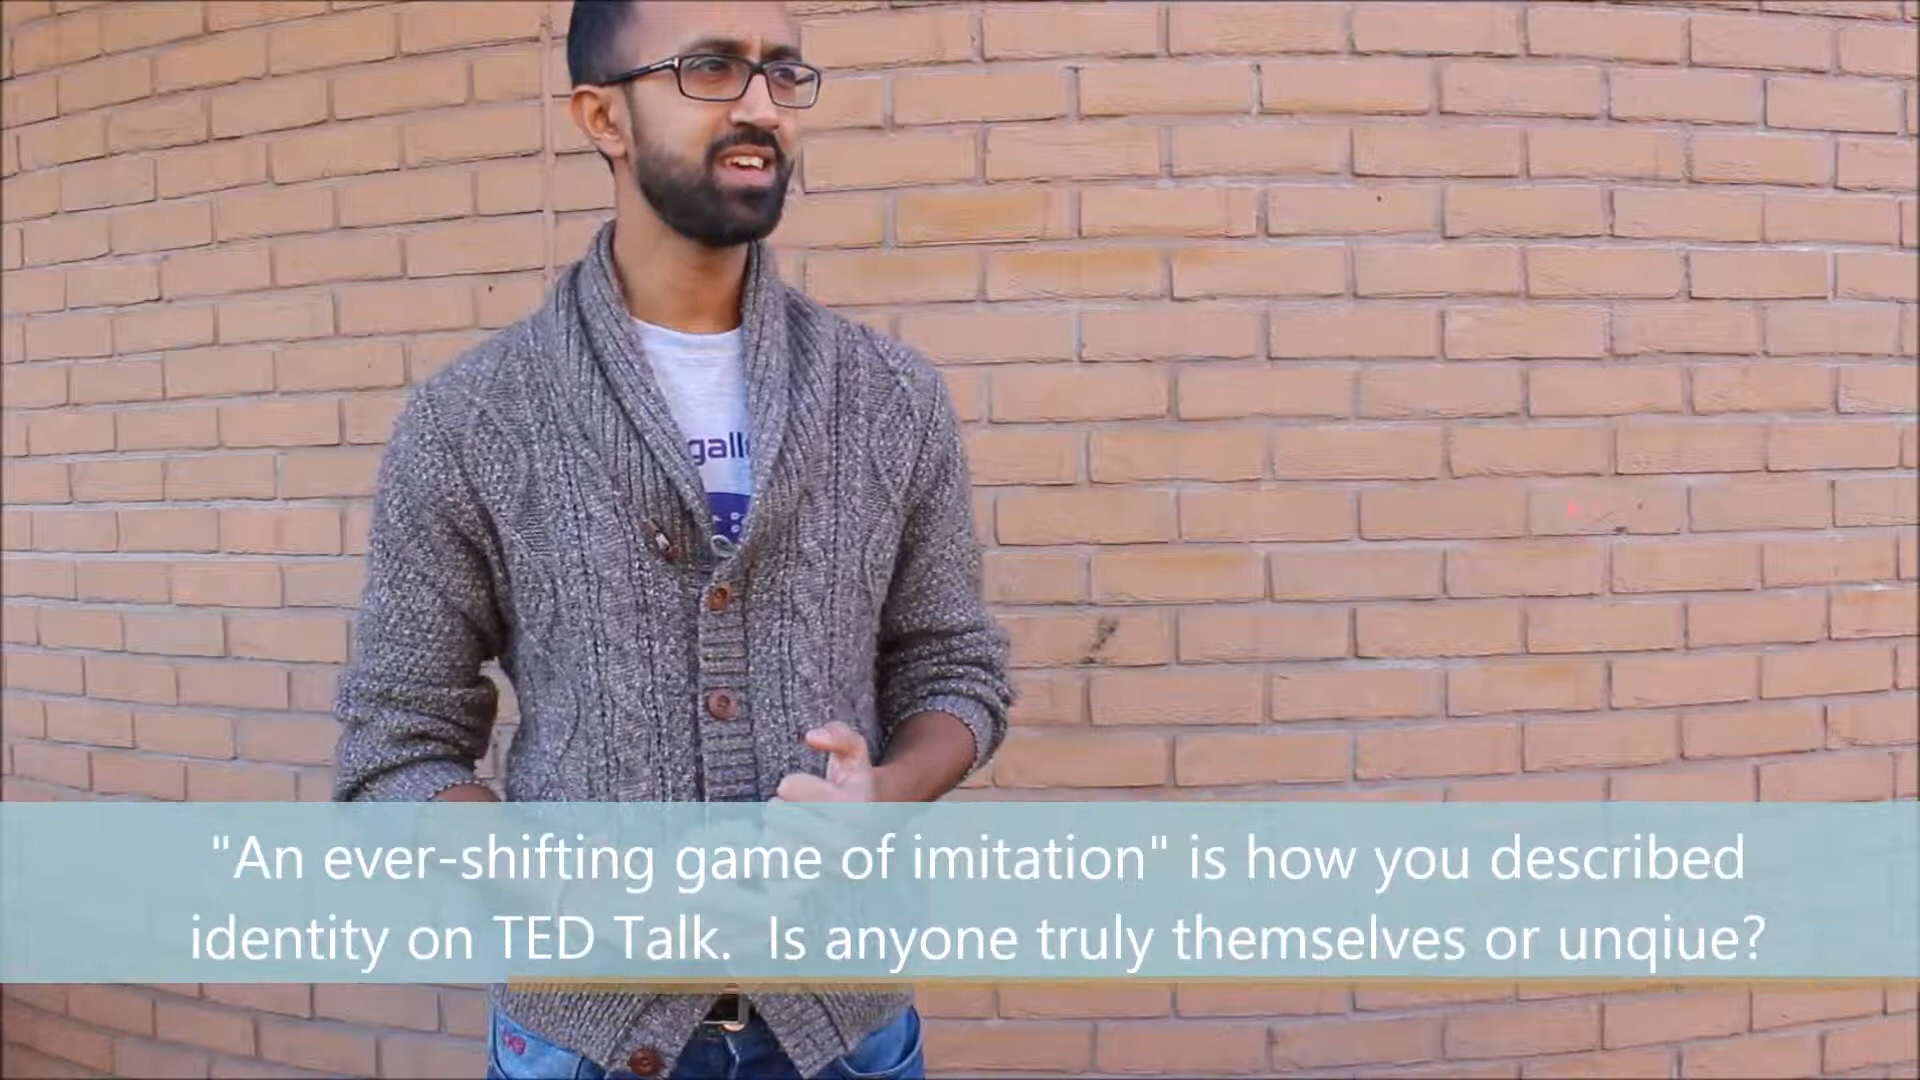 gall
"An ever-shifting game of imitation" is how you described
identity on TED Talk.  Is anyone truly themselves or unqiue?